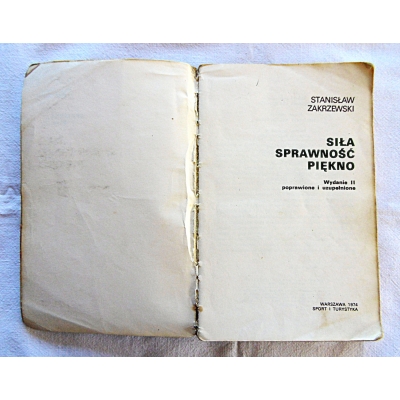 STANISŁAW
ZAKRZEWSKI
SIŁA
SPRAWNOŚĆ
PIĘKNO
Wydanie II
poprawione i uzupełnione
WARSZAWA 1974
SPORT I TURYSTYKA